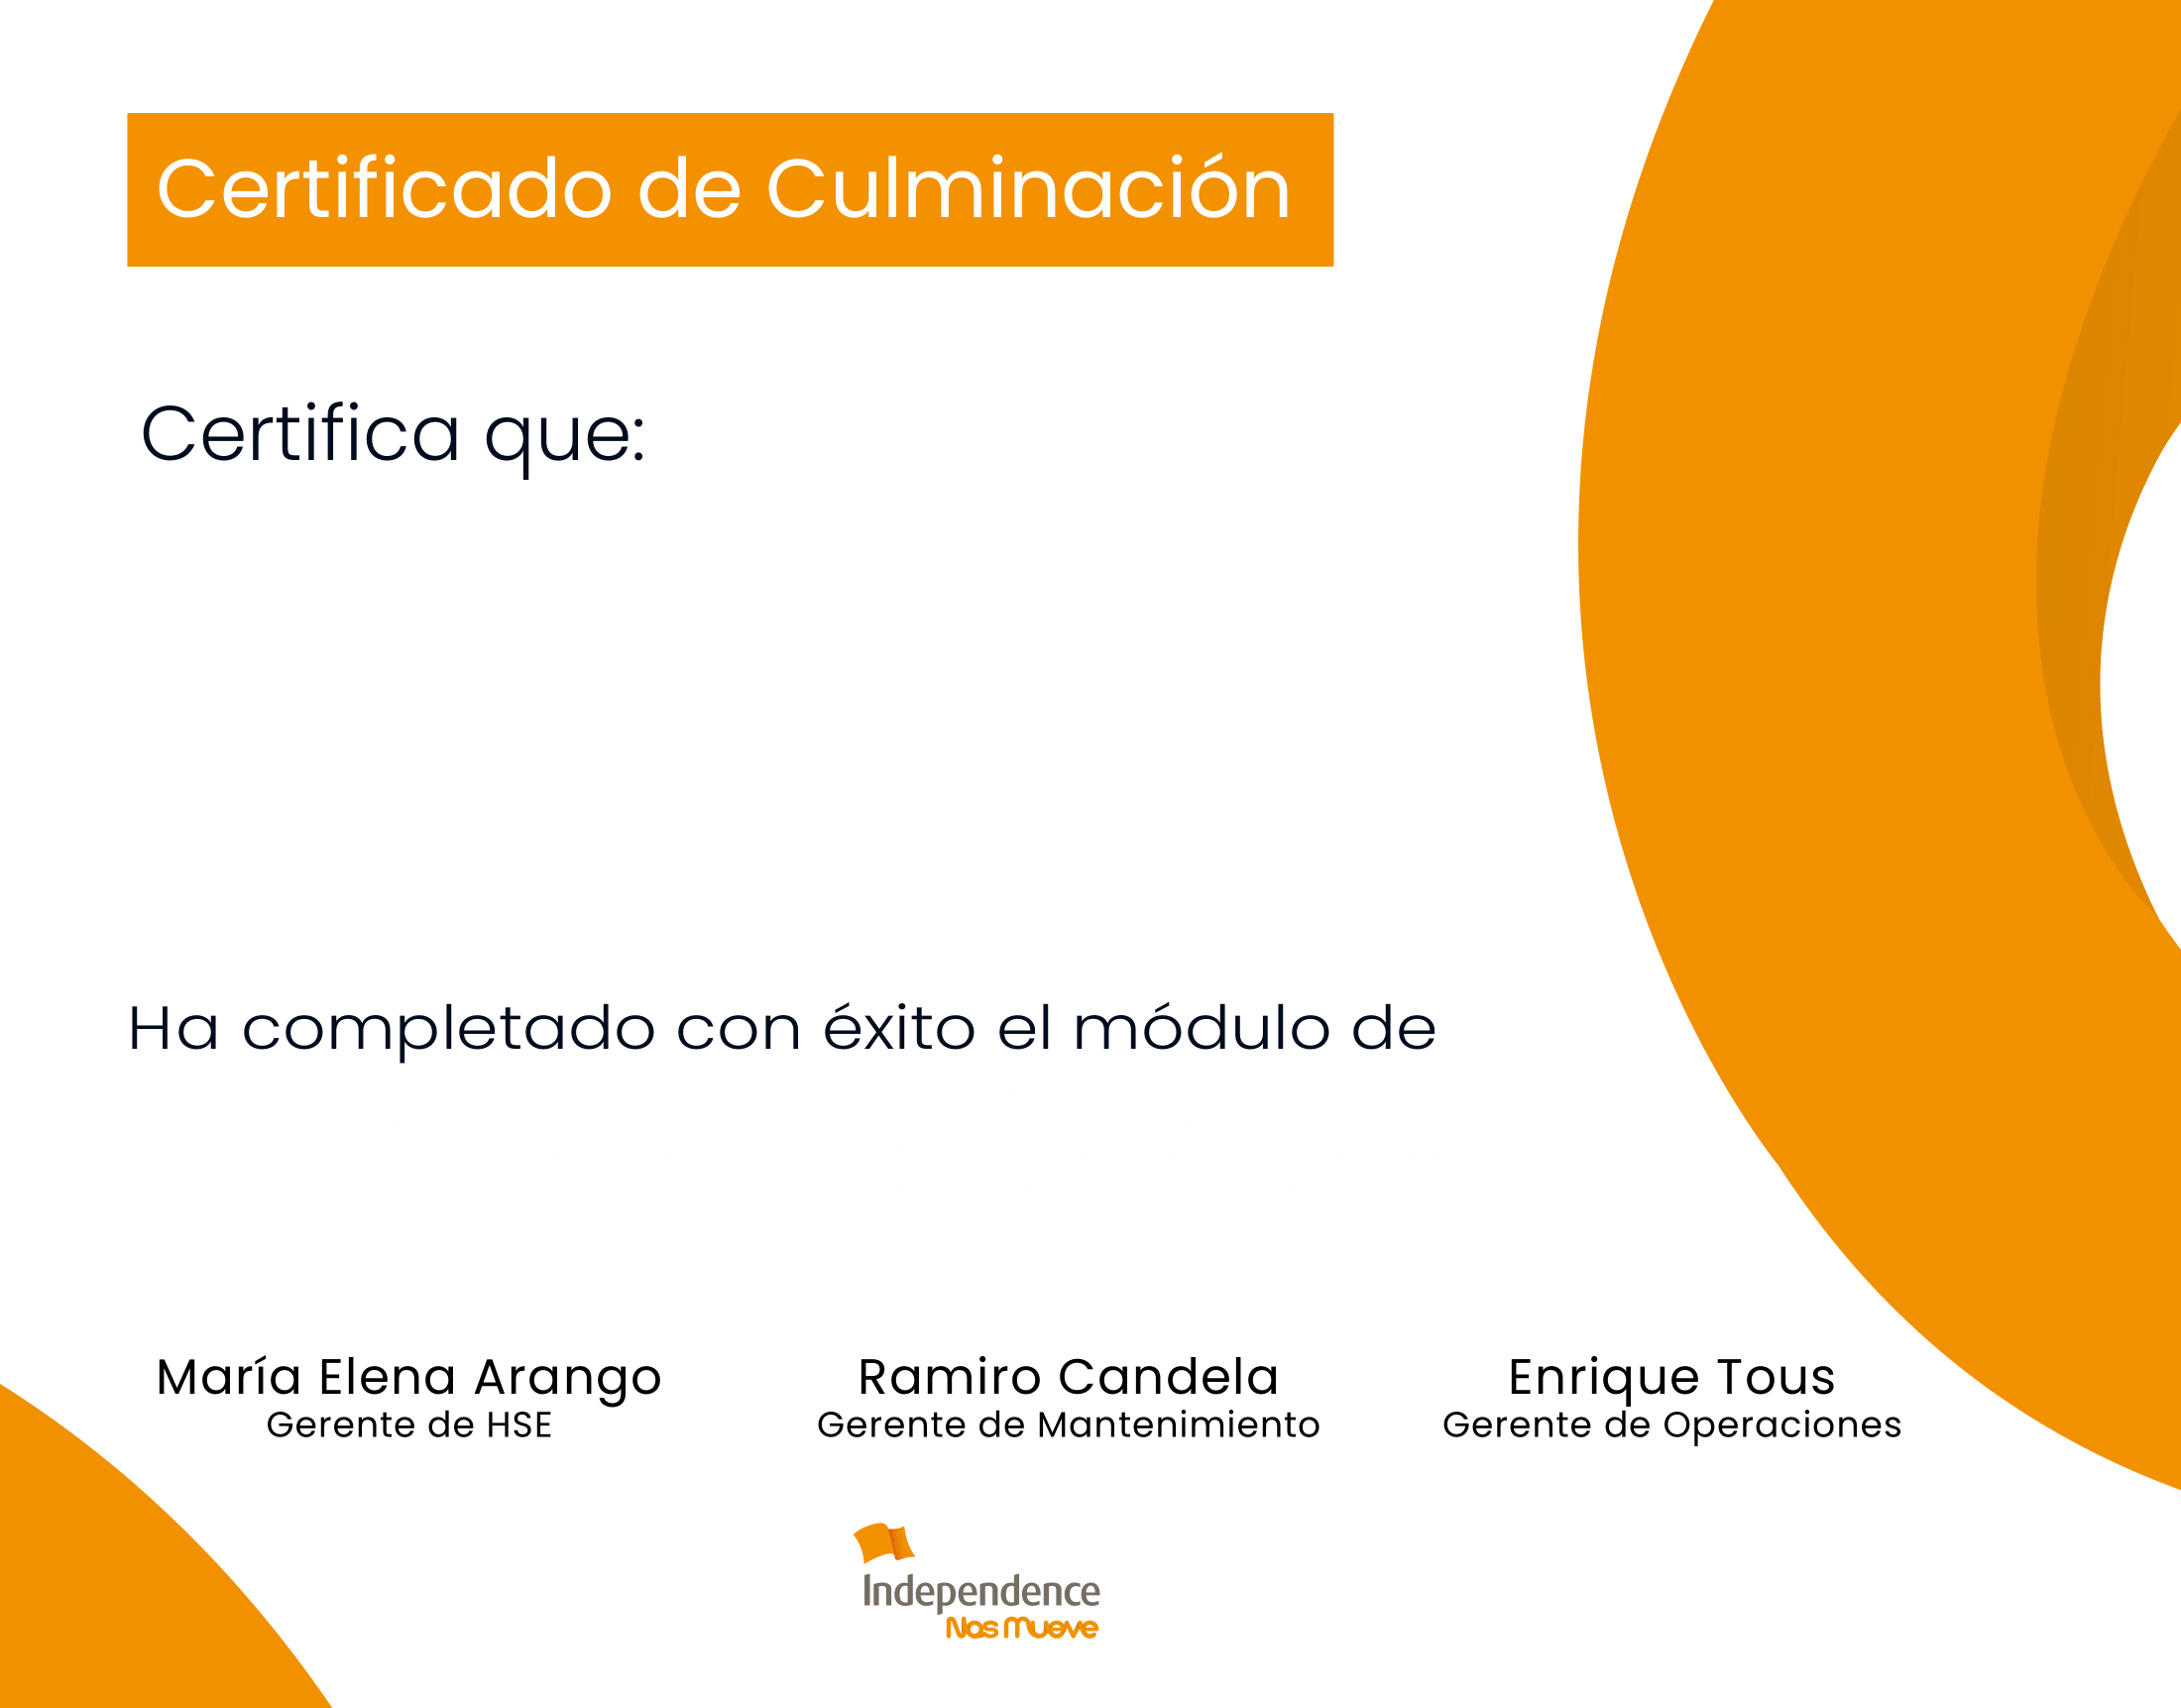 Certificado de Culminación
Certifica que:
Ha completado con éxito el módulo de
María Elena Arango
Gerente de HSE
Ramiro Candela
Gerente de Mantenimiento
Enrique Tous
Gerente de Operaciones
Independence
Nos mueve